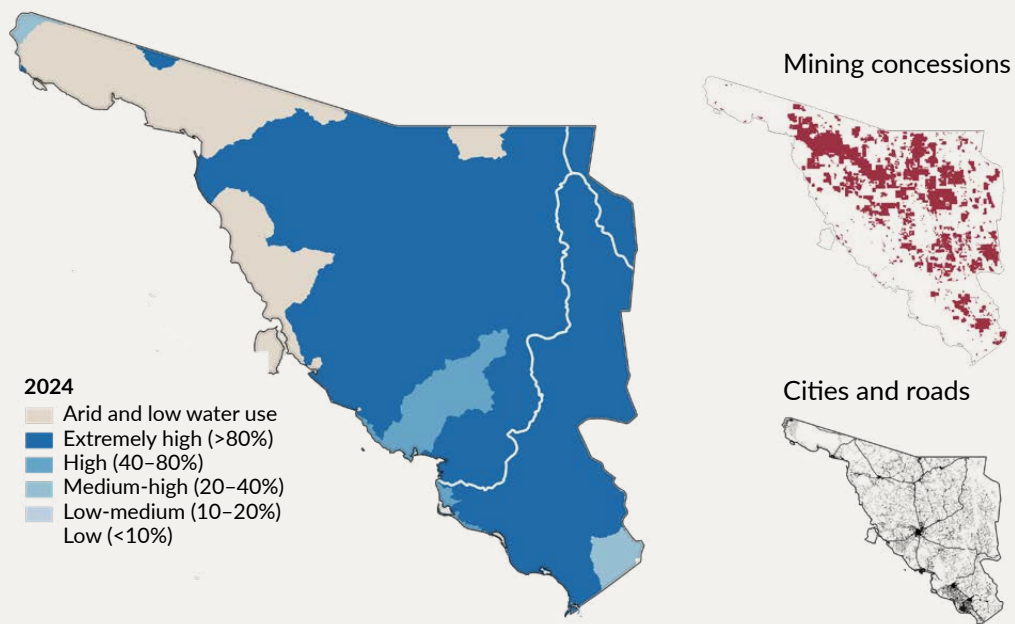 Mining concessions
2024
Arid and low water use
Extremely high (>80%)
High (40–80%)
Medium-high (20–40%)
Low-medium (10–20%)
Low (<10%)
Cities and roads